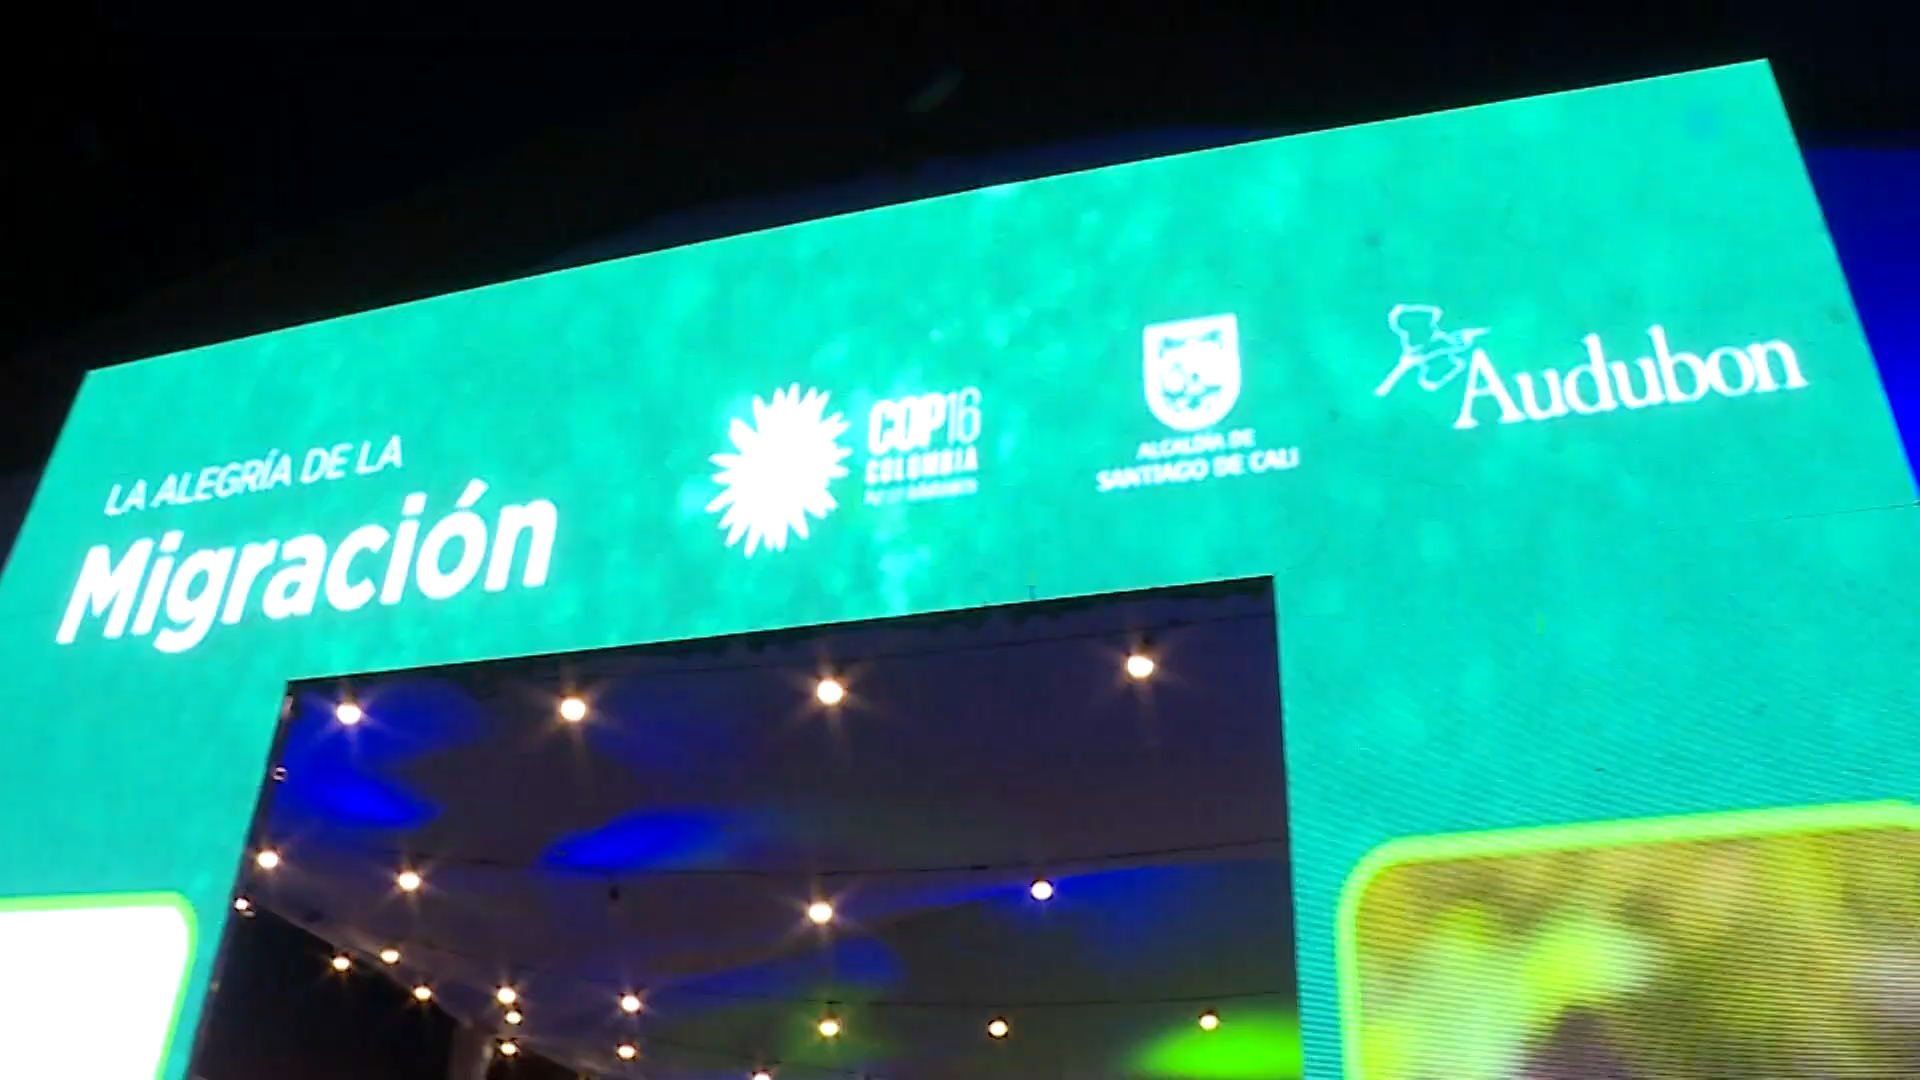 LA ALEGRÍA DE LA
Migración
COP16
COLOMBIA
ALCALDÍA DE
SANTIAGO DE CALI
Audubon